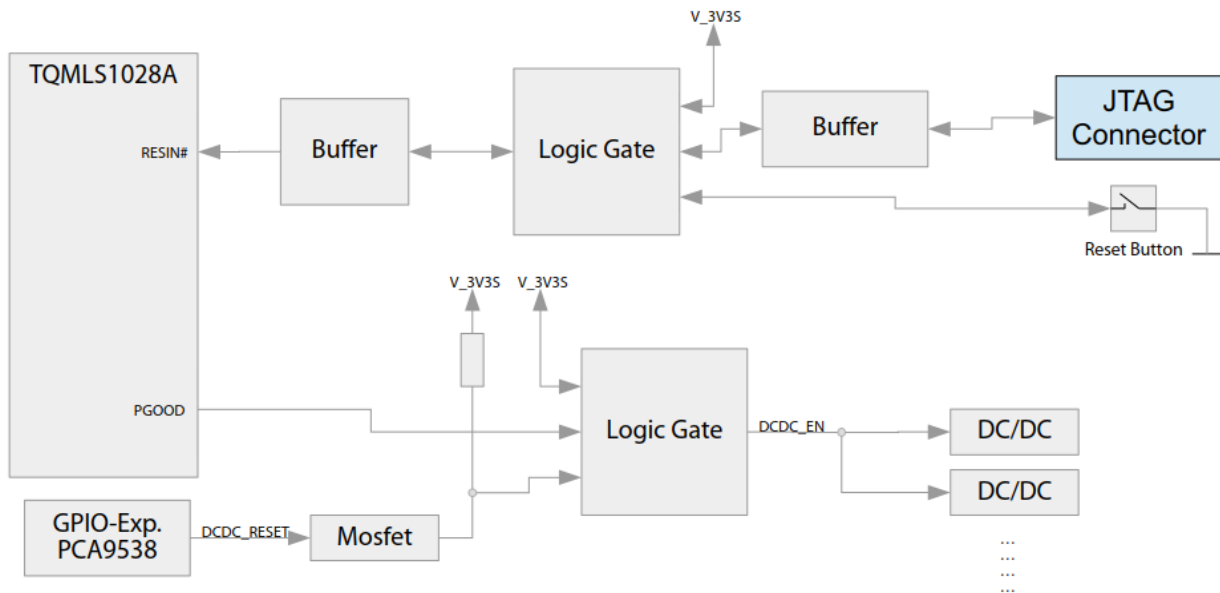 V_3V3S
TQMLS1028A
JTAG
Connector
Buffer
Logic Gate
Buffer
RESIN#
Reset Button
V_3V3S
V_3V3S
PGOOD
Logic Gate
DCDC_EN
DC/DC
DC/DC
GPIO-Exp.
PCA9538
DCDC_RESET
Mosfet
...
...
...
...